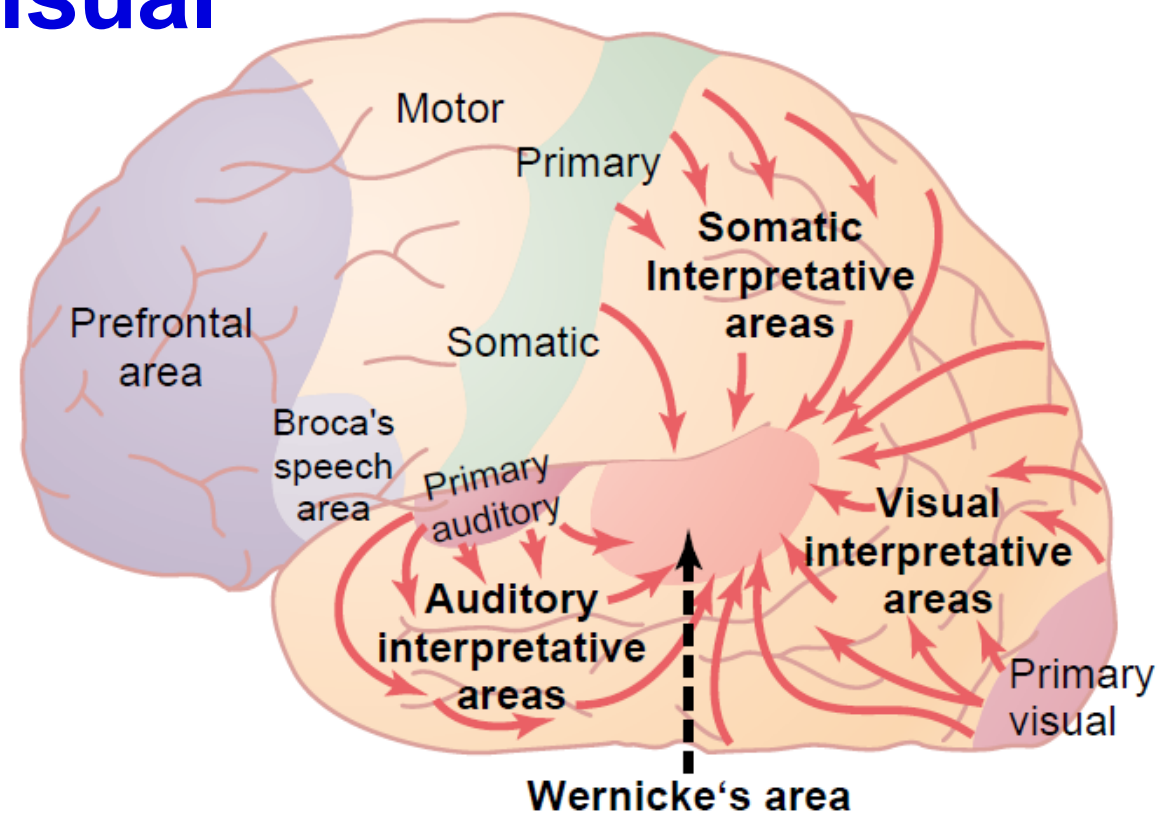 isual
Motor
Primary
Somatic
Interpretative
areas
Prefrontal
area
Somatic
Broca's
speech
area
Primary
auditory
Visual
interpretative
areas
Auditory
interpretative
areas
Primary
visual
Wernicke‘s area